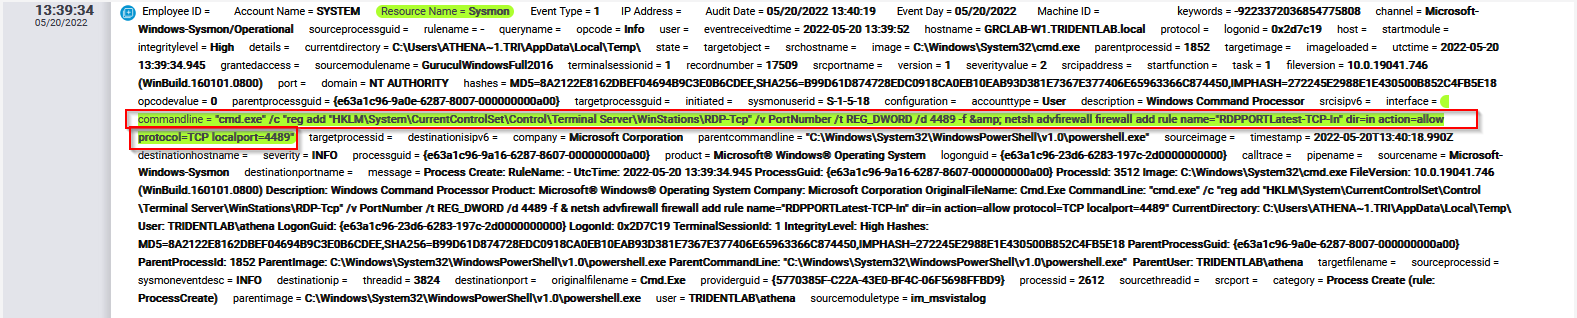 13:39:34
05/20/2022
Employee ID = Account Name = SYSTEM Resource Name = Sysmon Event Type = 1 IP Address = Audit Date = 05/20/2022 13:40:19 Event Day = 05/20/2022 Machine ID = keywords = -9223372036854775808 channel = Microsoft-
Windows-Sysmon/Operational sourceprocessguid = rulename = - queryname = opcode = Info user = eventreceivedtime = 2022-05-20 13:39:52 hostname = GRCLAB-W1.TRIDENTLAB.local protocol = logonid = 0x2d7c19 host = startmodule =
integritylevel = High details = currentdirectory = C:\Users\ATHENA~1.TRI\AppData\Local\Temp\ state = targetobject = srchostname = image = C:\Windows\System32\cmd.exe parentprocessid = 1852 targetimage = imageloaded = utctime = 2022-05-20
13:39:34.945 grantedaccess = sourcemodulename = GuruculWindowsFull2016 terminalsessionid = 1 recordnumber = 17509 srcportname = version = 1 severityvalue = 2 srcipaddress = startfunction = task = 1 fileversion = 10.0.19041.746
(WinBuild.160101.0800) port = domain = NT AUTHORITY hashes = MD5=8A2122E8162DBEF04694B9C3E0B6CDEE,SHA256=B99D61D874728EDC0918CA0EB10EAB93D381E7367E377406E65963366C874450,IMPHASH=272245E2988E1E430500B852C4FB5E18
opcodevalue = 0 parentprocessguid = {e63a1c96-9a0e-6287-8007-000000000a00} targetprocessguid = initiated = sysmonuserid = S-1-5-18 configuration = accounttype = User description = Windows Command Processor srcisipv6 = interface =
commandline = "cmd.exe" /c "reg add "HKLM\System\CurrentControlSet\Control\Terminal Server\WinStations\RDP-Tcp" /v PortNumber /t REG_DWORD /d 4489 -f &amp; netsh advfirewall firewall add rule name="RDPPORTLatest-TCP-In" dir=in action=allow
protocol=TCP localport=4489" targetprocessid = destinationisipv6 = company = Microsoft Corporation parentcommandline = "C:\Windows\System32\WindowsPowerShell\v1.0\powershell.exe" sourceimage = timestamp = 2022-05-20T13:40:18.990Z
destinationhostname = severity = INFO processguid = {e63a1c96-9a16-6287-8607-000000000a00} product = Microsoft® Windows® Operating System logonguid = {e63a1c96-23d6-6283-197c-2d0000000000} calltrace = pipename = sourcename = Microsoft-
Windows-Sysmon destinationportname = message = Process Create: RuleName: - UtcTime: 2022-05-20 13:39:34.945 ProcessGuid: {e63a1c96-9a16-6287-8607-000000000a00} ProcessId: 3512 Image: C:\Windows\System32\cmd.exe FileVersion: 10.0.19041.746
(WinBuild.160101.0800) Description: Windows Command Processor Product: Microsoft® Windows® Operating System Company: Microsoft Corporation OriginalFileName: Cmd.Exe CommandLine: "cmd.exe" /c "reg add "HKLM\System\CurrentControlSet\Control
\Terminal Server\WinStations\RDP-Tcp" /v PortNumber /t REG_DWORD /d 4489 -f & netsh advfirewall firewall add rule name="RDPPORTLatest-TCP-In" dir=in action=allow protocol=TCP localport=4489" CurrentDirectory: C:\Users\ATHENA~1.TRI\AppData\Local\Temp\
User: TRIDENTLAB\athena LogonGuid: {e63a1c96-23d6-6283-197c-2d0000000000} LogonId: 0x2D7C19 TerminalSessionId: 1 IntegrityLevel: High Hashes:
MD5=8A2122E8162DBEF04694B9C3E0B6CDEE,SHA256=B99D61D874728EDC0918CA0EB10EAB93D381E7367E377406E65963366C874450,IMPHASH=272245E2988E1E430500B852C4FB5E18 ParentProcessGuid: {e63a1c96-9a0e-6287-8007-000000000a00}
ParentProcessId: 1852 ParentImage: C:\Windows\System32\WindowsPowerShell\v1.0\powershell.exe ParentCommandLine: "C:\Windows\System32\WindowsPowerShell\v1.0\powershell.exe" ParentUser: TRIDENTLAB\athena targetfilename = sourceprocessid =
sysmoneventdesc = INFO destinationip = threadid = 3824 destinationport = originalfilename = Cmd.Exe providerguid = {5770385F-C22A-43E0-BF4C-06F5698FFBD9} processid = 2612 sourcethreadid = srcport = category = Process Create (rule:
ProcessCreate) parentimage = C:\Windows\System32\WindowsPowerShell\v1.0\powershell.exe user = TRIDENTLAB\athena sourcemoduletype = im_msvistalog